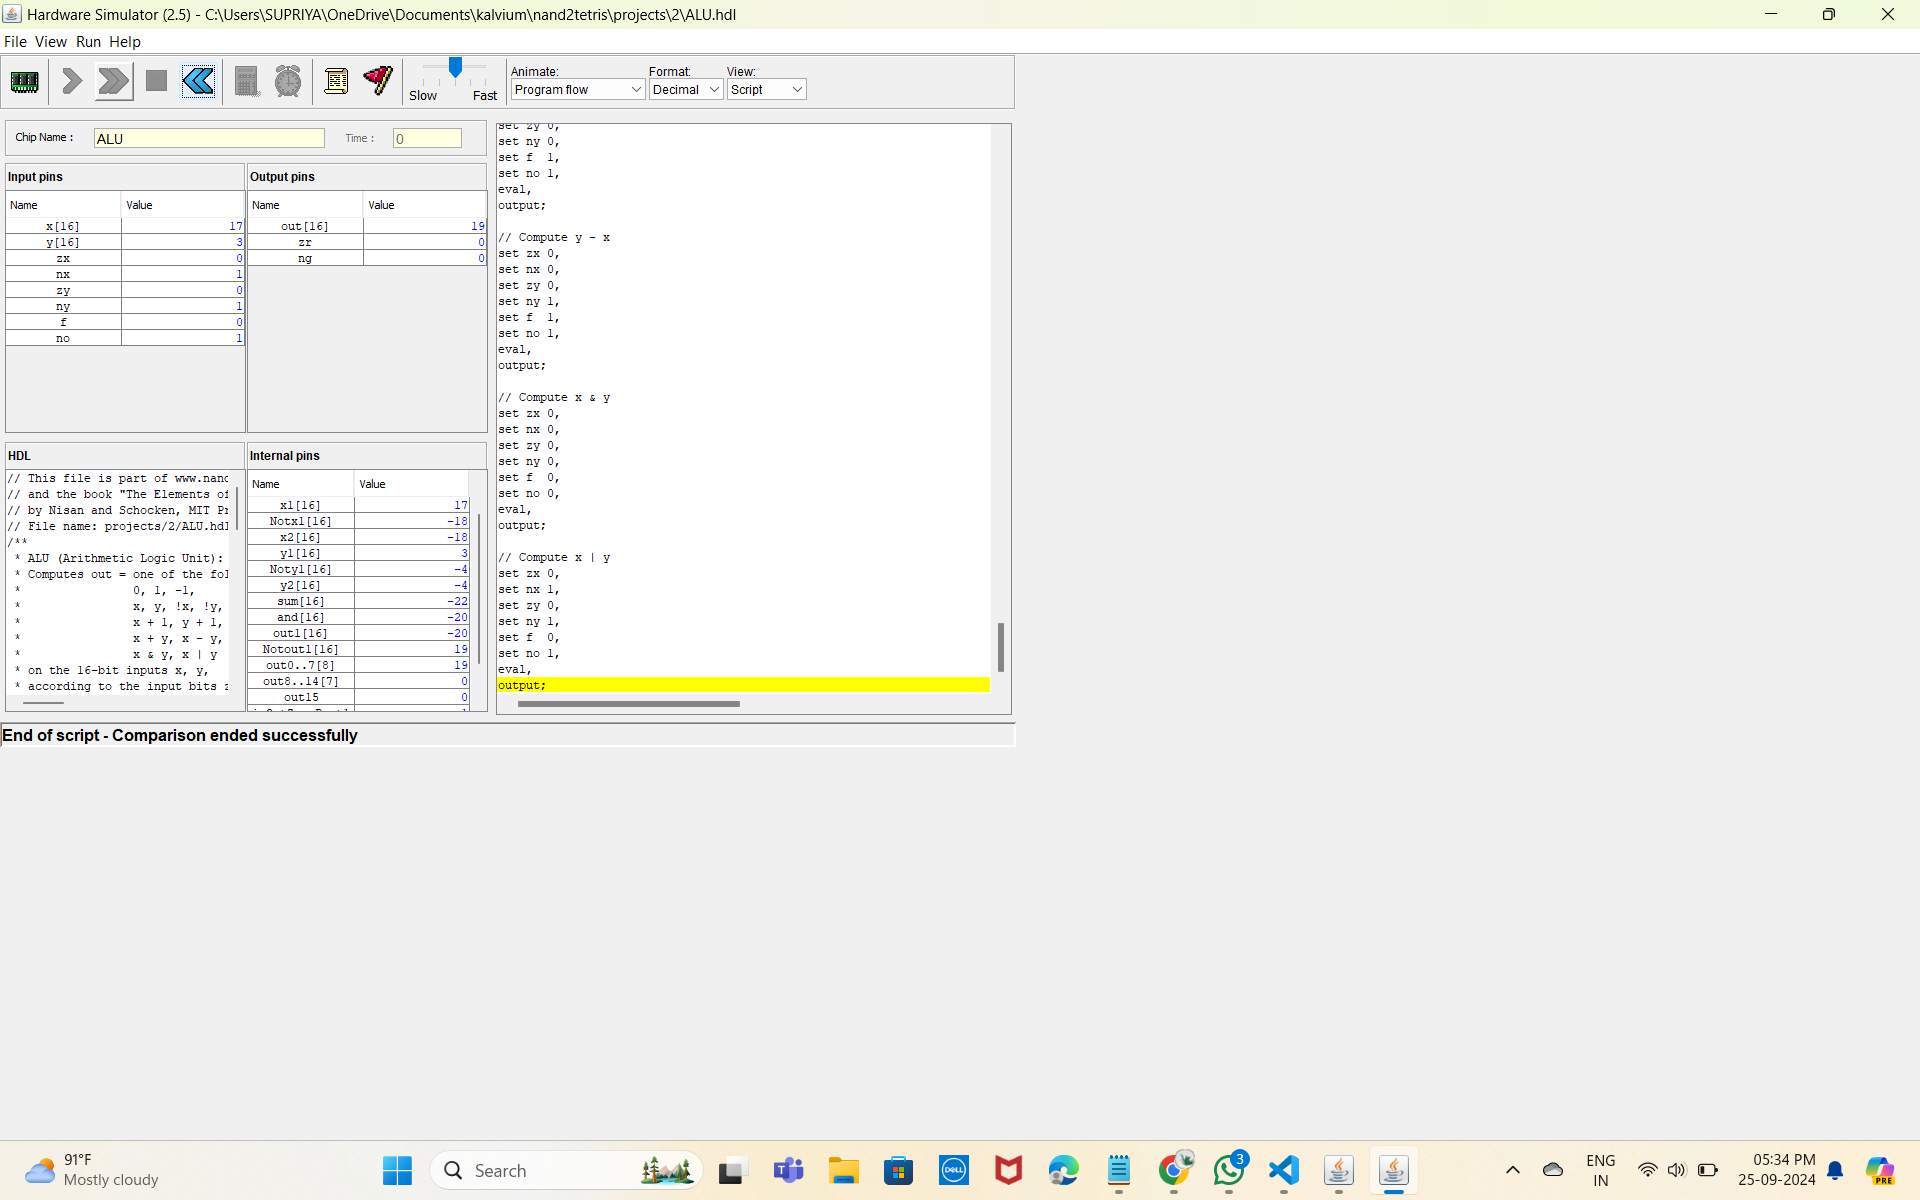 Hardware Simulator (2.5) - C:\Users\SUPRIYA\OneDrive\Documents\kalvium\nand2tetris\projects\2\ALU.hdl
File View Run Help
Slow Fast
Animate: Format: View:
Program flow Decimal Script
Chip Name : ALU Time : 0
Input pins
Name Value
x[16] 17
y[16] 3
zx 0
nx 1
zy 0
ny 1
f 0
no 1
Output pins
Name Value
out[16] 19
zr 0
ng 0
HDL
// This file is part of www.nand
// and the book "The Elements of
// by Nisan and Schocken, MIT Pr
// File name: projects/2/ALU.hdl
/**
* ALU (Arithmetic Logic Unit):
* Computes out = one of the fol
* 0, 1, -1,
* x, y, !x, !y,
* x + 1, y + 1,
* x + y, x - y,
* x & y, x | y
* on the 16-bit inputs x, y,
* according to the input bits z
Internal pins
Name Value
x1[16] 17
Notx1[16] -18
x2[16] -18
y1[16] 3
Noty1[16] -4
y2[16] -4
sum[16] -22
and[16] -20
out1[16] -20
Notout1[16] 19
out0..7[8] 19
out8..14[7] 0
out15 0
set zy 0,
set ny 0,
set f 1,
set no 1,
eval,
output;
// Compute y - x
set zx 0,
set nx 0,
set zy 0,
set ny 1,
set f 1,
set no 1,
eval,
output;
// Compute x & y
set zx 0,
set nx 0,
set zy 0,
set ny 0,
set f 0,
set no 0,
eval,
output;
// Compute x | y
set zx 0,
set nx 1,
set zy 0,
set ny 1,
set f 0,
set no 1,
eval,
output;
End of script - Comparison ended successfully
91°F
Mostly cloudy
Search
DELL
3
ENG
IN
05:34 PM
25-09-2024
PRE